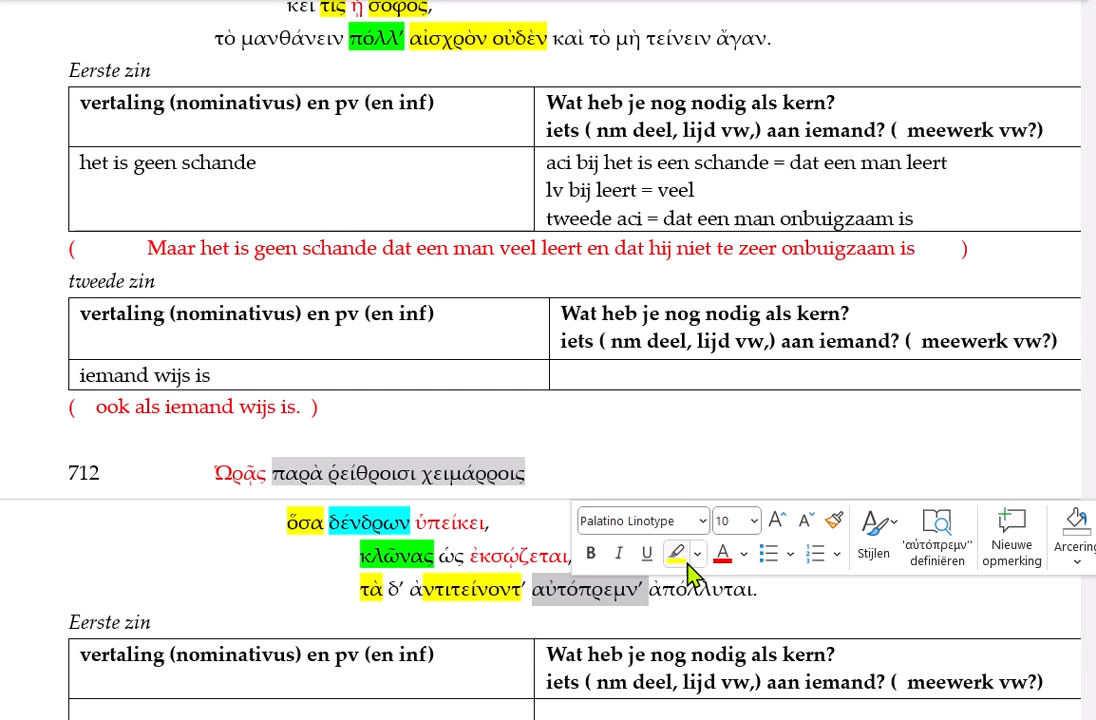 κεἴ τις ᾖ σοφός,
τὸ μανθάνειν πόλλ’ αἰσχρὸν οὐδὲν καὶ τὸ μὴ τείνειν ἄγαν.
Eerste zin
vertaling (nominativus) en pv (en inf)
Wat heb je nog nodig als kern?
iets ( nm deel, lijd vw,) aan iemand? ( meewerk vw?)
het is geen schande
aci bij het is een schande = dat een man leert
lv bij leert = veel
tweede aci = dat een man onbuigzaam is
( Maar het is geen schande dat een man veel leert en dat hij niet te zeer onbuigzaam is )
tweede zin
vertaling (nominativus) en pv (en inf)
Wat heb je nog nodig als kern?
iets ( nm deel, lijd vw,) aan iemand? ( meewerk vw?)
iemand wijs is
( ook als iemand wijs is. )
712 Ὡρᾷς παρὰ ῥείθροισι χειμάρροις
ὅσα δένδρων ὑπείκει,
κλῶνας ὡς ἐκσῴζεται,
τὰ δ’ ἀντιτείνοντ’ αὐτόπρεμν’ ἀπόλλυται.
Palatino Linotype 10
B I U A
Stijlen
'αὐτόπρεμν''
definiëren
Nieuwe
opmerking
Arcering
Eerste zin
vertaling (nominativus) en pv (en inf)
Wat heb je nog nodig als kern?
iets ( nm deel, lijd vw,) aan iemand? ( meewerk vw?)